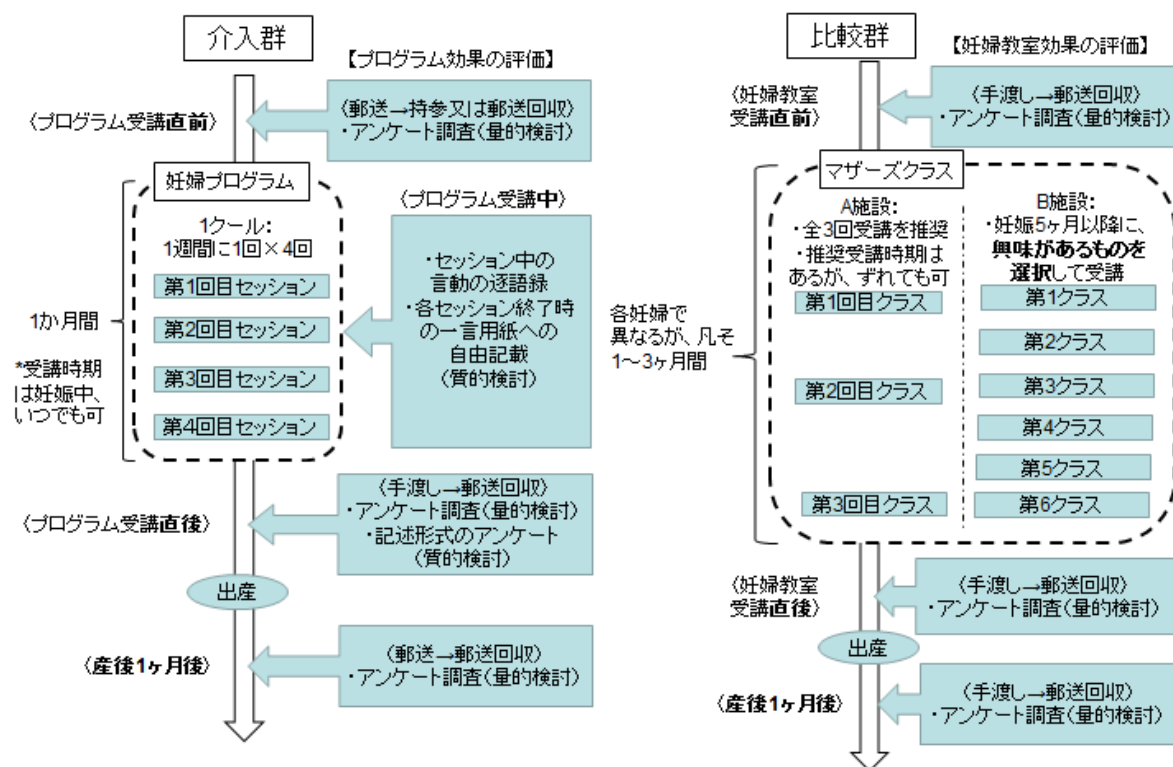 介入群
【プログラム効果の評価】
〈プログラム受講直前〉
〈郵送→持参又は郵送回収〉
・アンケート調査(量的検討)
妊婦プログラム
1クール:
1週間に1回×4回
第1回目セッション
第2回目セッション
第3回目セッション
第4回目セッション
1か月間
*受講時期
は妊娠中、
いつでも可
〈プログラム受講中〉
・セッション中の
言動の逐語録
・各セッション終了時
の一言用紙への
自由記載
(質的検討)
〈プログラム受講直後〉
〈手渡し→郵送回収〉
・アンケート調査(量的検討)
・記述形式のアンケート
(質的検討)
出産
〈産後1ヶ月後〉
〈郵送→郵送回収〉
・アンケート調査(量的検討)
比較群
【妊婦教室効果の評価】
〈妊婦教室
受講直前〉
〈手渡し→郵送回収〉
・アンケート調査(量的検討)
マザーズクラス
A施設:
・全3回受講を推奨
・推奨受講時期は
あるが、ずれても可
第1回目クラス
第2回目クラス
第3回目クラス
B施設:
・妊娠5ヶ月以降に、
興味があるものを
選択して受講
第1クラス
第2クラス
第3クラス
第4クラス
第5クラス
第6クラス
各妊婦で
異なるが、凡そ
1~3ヶ月間
〈妊婦教室
受講直後〉
〈手渡し→郵送回収〉
・アンケート調査(量的検討)
出産
〈産後1ヶ月後〉
〈手渡し→郵送回収〉
・アンケート調査(量的検討)